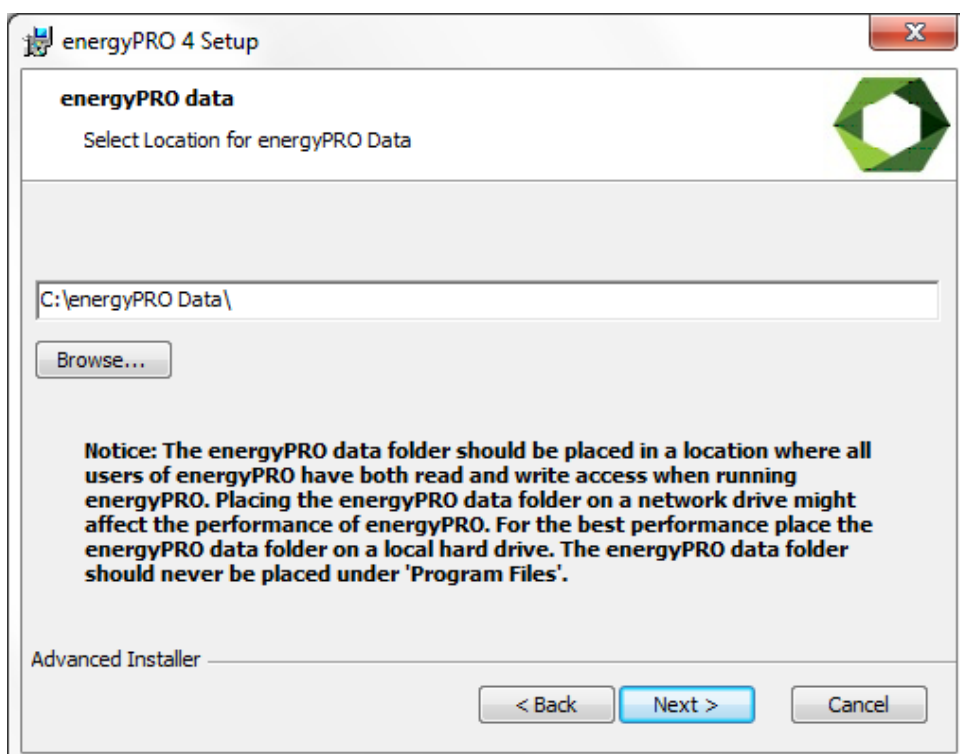 energyPRO 4 Setup
energyPRO data
Select Location for energyPRO Data
C:\energyPRO Data\
Browse...
Notice: The energyPRO data folder should be placed in a location where all
users of energyPRO have both read and write access when running
energyPRO. Placing the energyPRO data folder on a network drive might
affect the performance of energyPRO. For the best performance place the
energyPRO data folder on a local hard drive. The energyPRO data folder
should never be placed under 'Program Files'.
Advanced Installer
< Back Next > Cancel